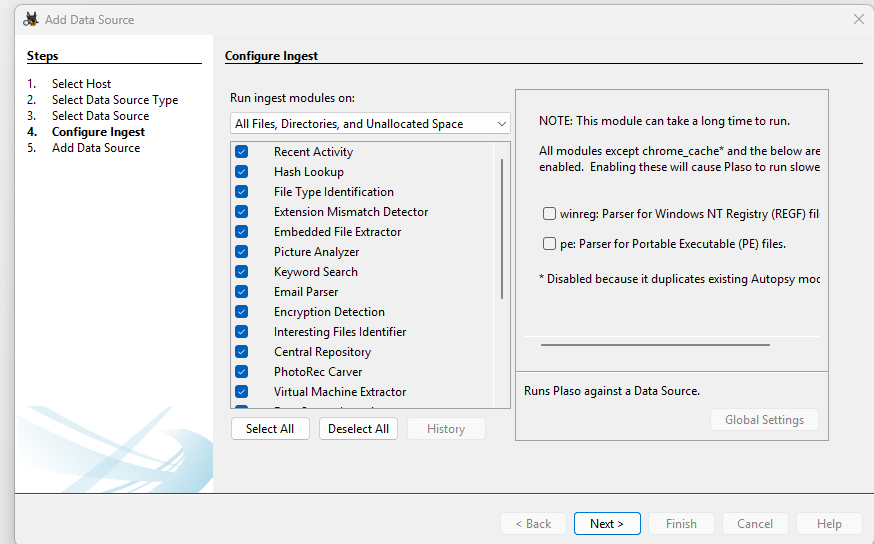 Add Data Source
Steps
1. Select Host
2. Select Data Source Type
3. Select Data Source
4. Configure Ingest
5. Add Data Source
Configure Ingest
Run ingest modules on:
All Files, Directories, and Unallocated Space
Recent Activity
Hash Lookup
File Type Identification
Extension Mismatch Detector
Embedded File Extractor
Picture Analyzer
Keyword Search
Email Parser
Encryption Detection
Interesting Files Identifier
Central Repository
PhotoRec Carver
Virtual Machine Extractor
Select All
Deselect All
History
NOTE: This module can take a long time to run.
All modules except chrome_cache* and the below are
enabled. Enabling these will cause Plaso to run slowe
winreg: Parser for Windows NT Registry (REGF) fil
pe: Parser for Portable Executable (PE) files.
* Disabled because it duplicates existing Autopsy moc
Runs Plaso against a Data Source.
Global Settings
< Back
Next >
Finish
Cancel
Help